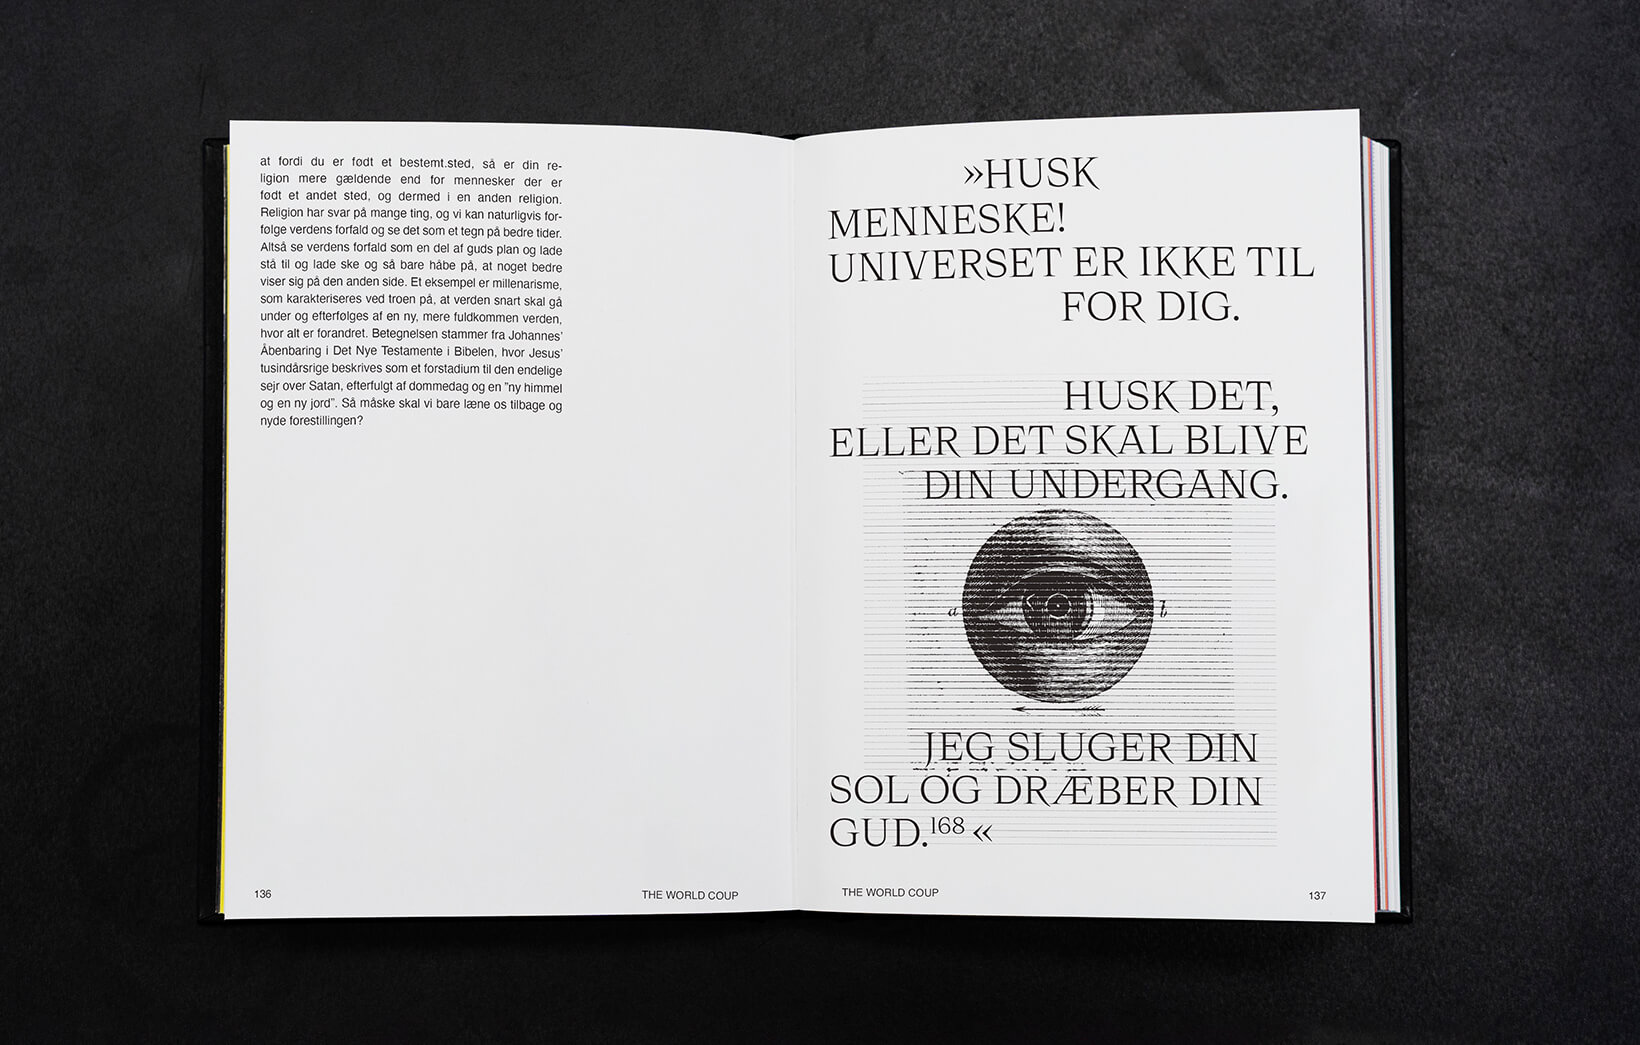 at fordi du er født et bestemt.sted, så er din re-
ligion mere gældende end for mennesker der er
født et andet sted, og dermed i en anden religion.
Religion har svar på mange ting, og vi kan naturligvis for-
følge verdens forfald og se det som et tegn på bedre tider.
Altså se verdens forfald som en del af guds plan og lade
stå til og lade ske og så bare håbe på, at noget bedre
viser sig på den anden side. Et eksempel er millenarisme,
som karakteriseres ved troen på, at verden snart skal gå
under og efterfølges af en ny, mere fuldkommen verden,
hvor alt er forandret. Betegnelsen stammer fra Johannes'
Åbenbaring i Det Nye Testamente i Bibelen, hvor Jesus'
tusindårsrige beskrives som et forstadium til den endelige
sejr over Satan, efterfulgt af dommedag og en "ny himmel
og en ny jord". Så måske skal vi bare læne os tilbage og
nyde forestillingen?
136
THE WORLD COUP
»HUSK
MENNESKE!
UNIVERSET ER IKKE TIL
FOR DIG.
HUSK DET,
ELLER DET SKAL BLIVE
DIN UNDERGANG.
a b
JEG SLUGER DIN
SOL OG DRÆBER DIN
GUD.168 «
THE WORLD COUP
137